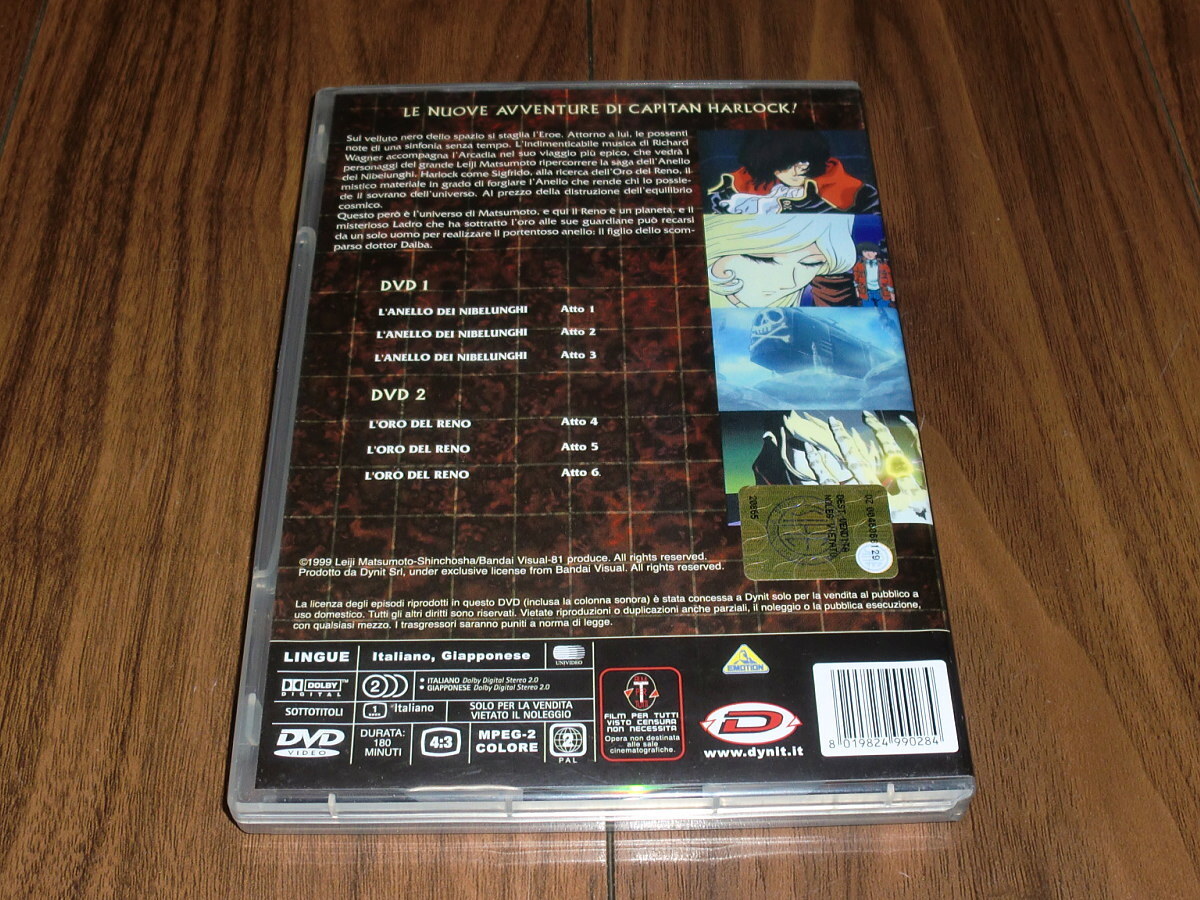 LE NUOVE AVVENTURE DI CAPITAN HARLOCK!
Sul velluto nero dello spazio si staglia l'Eroe. Attorno a lui, le possenti
note di una sinfonia senza tempo. L'indimenticabile musica di Richard
Wagner accompagna l'Arcadia nel suo viaggio più epico, che vedrà i
personaggi del grande Leiji Matsumoto ripercorrere la saga dell'Anello
dei Nibelunghi. Harlock come Sigfrido, alla ricerca dell'Oro del Reno, il
mistico materiale in grado di forgiare l'Anello che rende chi lo possie-
de il sovrano dell'universo. Al prezzo della distruzione dell'equilibrio
cosmico.
Questo però è l'universo di Matsumoto, e qui il Reno è un pianeta, e il
misterioso Ladro che ha sottratto l'oro alle sue guardiane può recarsi
da un solo uomo per realizzare il portentoso anello: il figlio dello scom-
parso dottor Daiba.
DVD 1
L'ANELLO DEI NIBELUNGHI Atto 1
L'ANELLO DEI NIBELUNGHI Atto 2
L'ANELLO DEI NIBELUNGHI Atto 3
DVD 2
L'ORO DEL RENO Atto 4
L'ORO DEL RENO Atto 5
L'ORO DEL RENO Atto 6
DEST. VENDITA
NOLEG VIETATO
20865
©1999 Leiji Matsumoto-Shinchosha/Bandai Visual-81 produce. All rights reserved.
Prodotto da Dynit Srl, under exclusive license from Bandai Visual. All rights reserved.
La licenza degli episodi riprodotti in questo DVD (inclusa la colonna sonora) è stata concessa a Dynit solo per la vendita al pubblico a
uso domestico. Tutti gli altri diritti sono riservati. Vietate riproduzioni o duplicazioni anche parziali, il noleggio o la pubblica esecuzione,
con qualsiasi mezzo. I trasgressori saranno puniti a norma di legge.
LINGUE Italiano, Giapponese UNIVIDEO
DOLBY DIGITAL 2 • ITALIANO Dolby Digital Stereo 2.0
• GIAPPONESE Dolby Digital Stereo 2.0
SOTTOTITOLI 1 Italiano SOLO PER LA VENDITA
VIETATO IL NOLEGGIO
DVD VIDEO DURATA: 180 MINUTI 4:3 MPEG-2 COLORE 2 PAL
T
FILM PER TUTTI
VISTO CENSURA
NON NECESSITA
Opera non destinata
alle sale
cinematografiche.
EMOTION
D
www.dynit.it
8 019824 990284